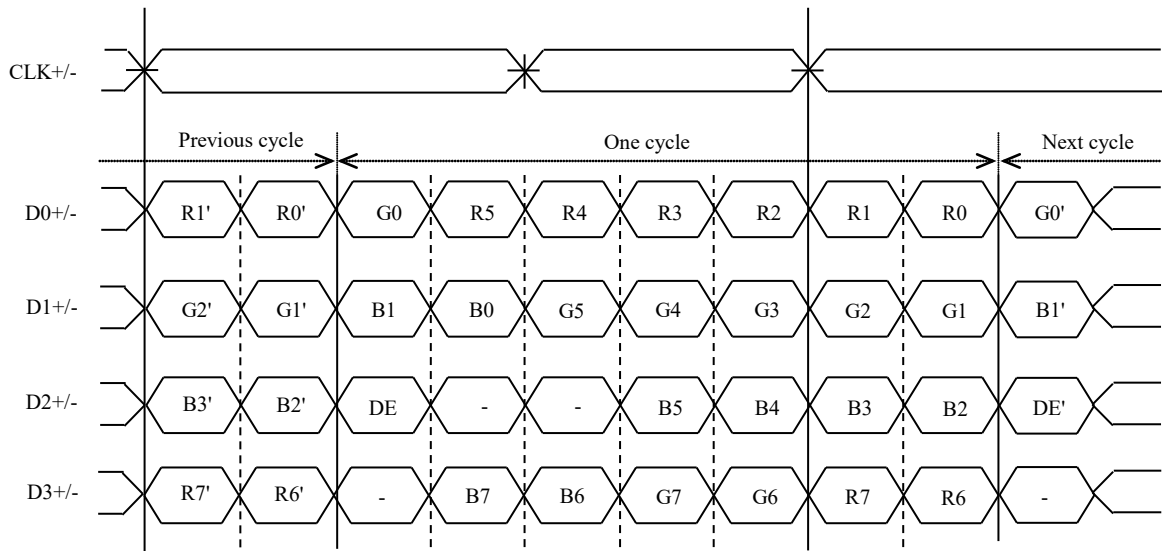 CLK+/-
Previous cycle One cycle Next cycle
D0+/- R1' R0' G0 R5 R4 R3 R2 R1 R0 G0'
D1+/- G2' G1' B1 B0 G5 G4 G3 G2 G1 B1'
D2+/- B3' B2' DE - - B5 B4 B3 B2 DE'
D3+/- R7' R6' - B7 B6 G7 G6 R7 R6 -